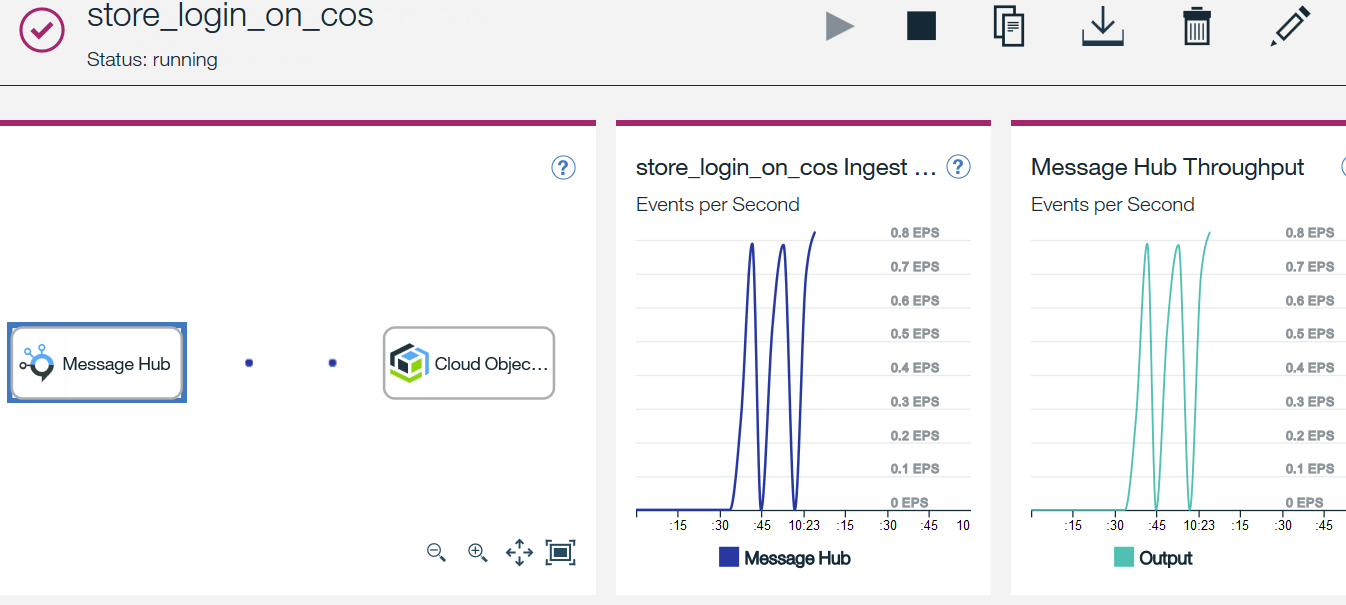 store_login_on_cos
Status: running
?
Message Hub
Cloud Objec...
store_login_on_cos Ingest ...
?
Events per Second
0.8 EPS
0.7 EPS
0.6 EPS
0.5 EPS
0.4 EPS
0.3 EPS
0.2 EPS
0.1 EPS
0 EPS
:15 :30 :45 10:23 :15 :30 :45 10
Message Hub
Message Hub Throughput
Events per Second
0.8 EPS
0.7 EPS
0.6 EPS
0.5 EPS
0.4 EPS
0.3 EPS
0.2 EPS
0.1 EPS
0 EPS
:15 :30 :45 10:23 :15 :30 :45
Output